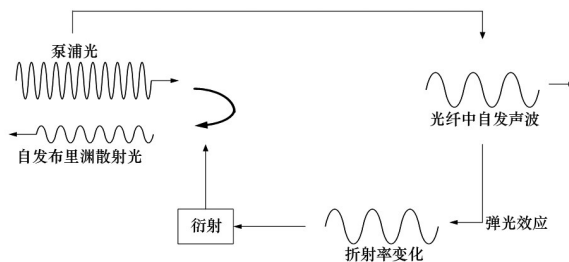 泵浦光
光纤中自发声波
自发布里渊散射光
衍射
弹光效应
折射率变化